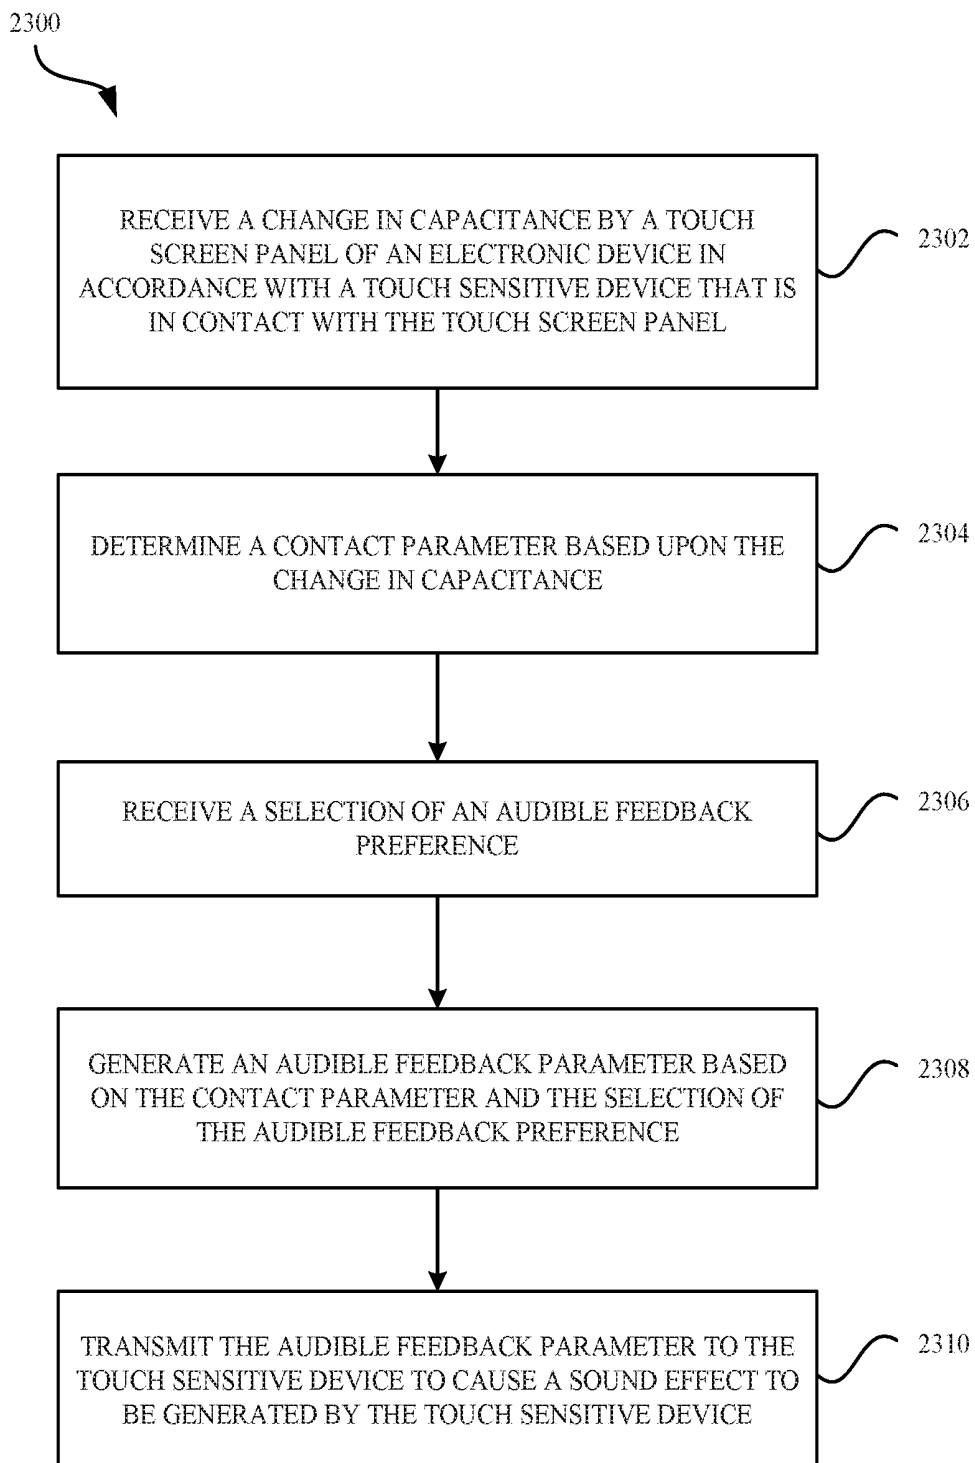 2300
RECEIVE A CHANGE IN CAPACITANCE BY A TOUCH
SCREEN PANEL OF AN ELECTRONIC DEVICE IN
ACCORDANCE WITH A TOUCH SENSITIVE DEVICE THAT IS
IN CONTACT WITH THE TOUCH SCREEN PANEL
2302
DETERMINE A CONTACT PARAMETER BASED UPON THE
CHANGE IN CAPACITANCE
2304
RECEIVE A SELECTION OF AN AUDIBLE FEEDBACK
PREFERENCE
2306
GENERATE AN AUDIBLE FEEDBACK PARAMETER BASED
ON THE CONTACT PARAMETER AND THE SELECTION OF
THE AUDIBLE FEEDBACK PREFERENCE
2308
TRANSMIT THE AUDIBLE FEEDBACK PARAMETER TO THE
TOUCH SENSITIVE DEVICE TO CAUSE A SOUND EFFECT TO
BE GENERATED BY THE TOUCH SENSITIVE DEVICE
2310